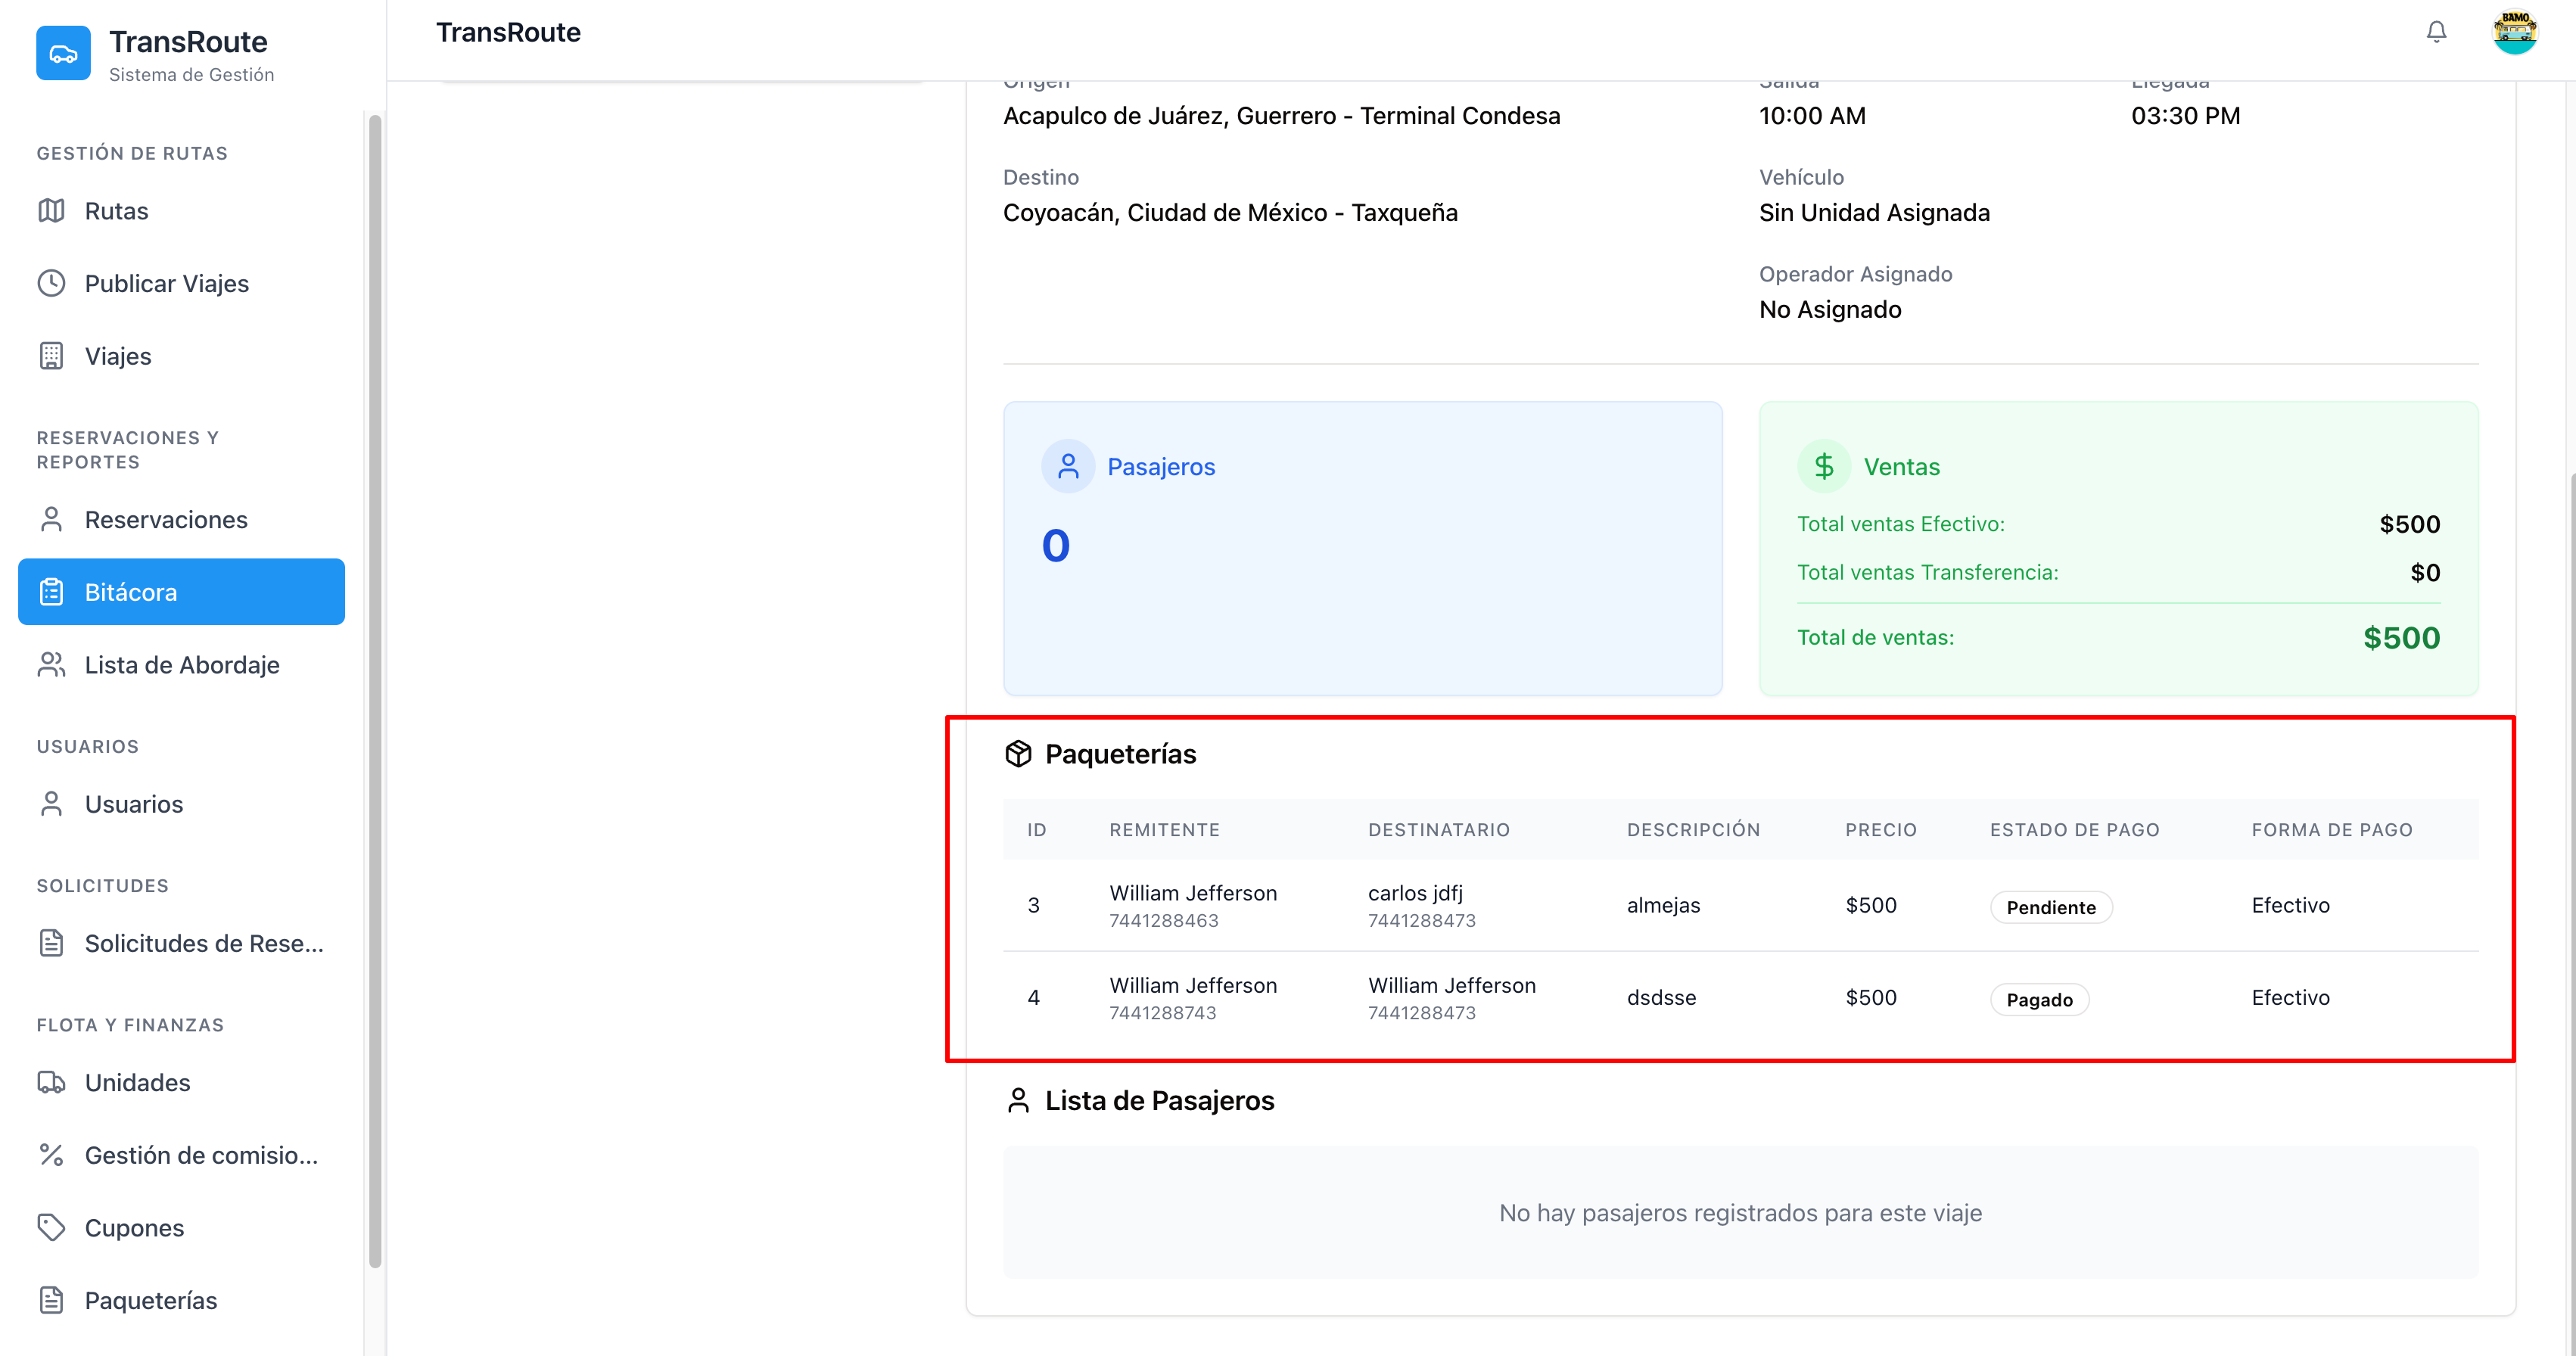 TransRoute
Sistema de Gestión
GESTIÓN DE RUTAS
Rutas
Publicar Viajes
Viajes
RESERVACIONES Y
REPORTES
Reservaciones
Bitácora
Lista de Abordaje
USUARIOS
Usuarios
SOLICITUDES
Solicitudes de Rese...
FLOTA Y FINANZAS
Unidades
Gestión de comisio...
Cupones
Paqueterías
TransRoute
BAMO
Origen
Salida
Llegada
Acapulco de Juárez, Guerrero - Terminal Condesa
10:00 AM
03:30 PM
Destino
Vehículo
Coyoacán, Ciudad de México - Taxqueña
Sin Unidad Asignada
Operador Asignado
No Asignado
Pasajeros
0
Ventas
Total ventas Efectivo: $500
Total ventas Transferencia: $0
Total de ventas: $500
Paqueterías
ID REMITENTE DESTINATARIO DESCRIPCIÓN PRECIO ESTADO DE PAGO FORMA DE PAGO
3 William Jefferson carlos jdfj almejas $500 Pendiente Efectivo
7441288463 7441288473
4 William Jefferson William Jefferson dsdsse $500 Pagado Efectivo
7441288743 7441288473
Lista de Pasajeros
No hay pasajeros registrados para este viaje